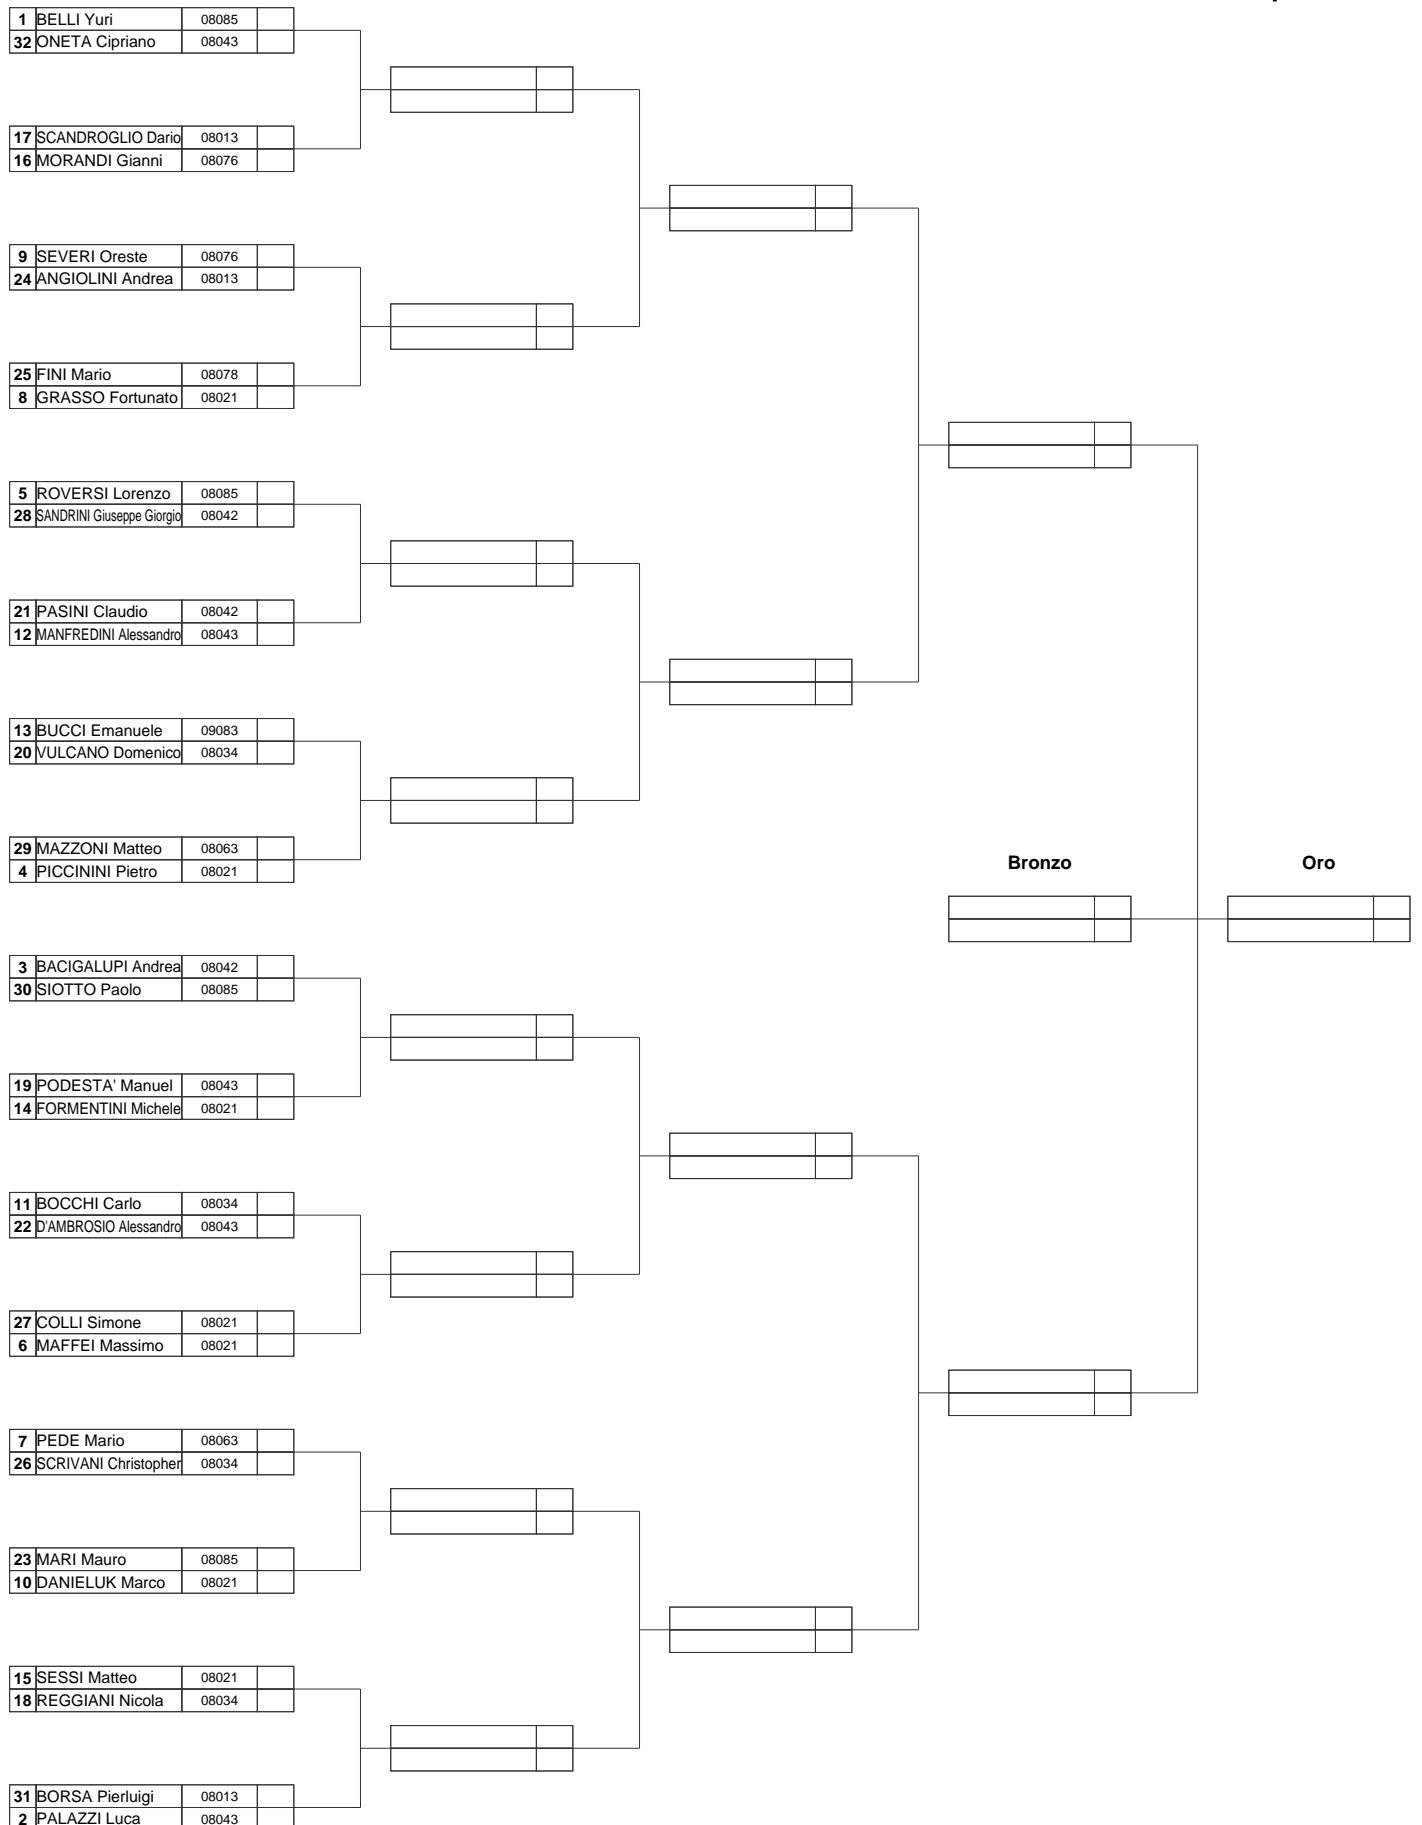 1 BELLI Yuri 08085
32 ONETA Cipriano 08043
17 SCANDROGLIO Dario 08013
16 MORANDI Gianni 08076
9 SEVERI Oreste 08076
24 ANGIOLINI Andrea 08013
25 FINI Mario 08078
8 GRASSO Fortunato 08021
5 ROVERSI Lorenzo 08085
28 SANDRINI Giuseppe Giorgio 08042
21 PASINI Claudio 08042
12 MANFREDINI Alessandro 08043
13 BUCCI Emanuele 09083
20 VULCANO Domenico 08034
29 MAZZONI Matteo 08063
4 PICCININI Pietro 08021
Bronzo Oro
3 BACIGALUPI Andrea 08042
30 SIOTTO Paolo 08085
19 PODESTA' Manuel 08043
14 FORMENTINI Michele 08021
11 BOCCHI Carlo 08034
22 D'AMBROSIO Alessandro 08043
27 COLLI Simone 08021
6 MAFFEI Massimo 08021
7 PEDE Mario 08063
26 SCRIVANI Christopher 08034
23 MARI Mauro 08085
10 DANIELUK Marco 08021
15 SESSI Matteo 08021
18 REGGIANI Nicola 08034
31 BORSA Pierluigi 08013
2 PALAZZI Luca 08043